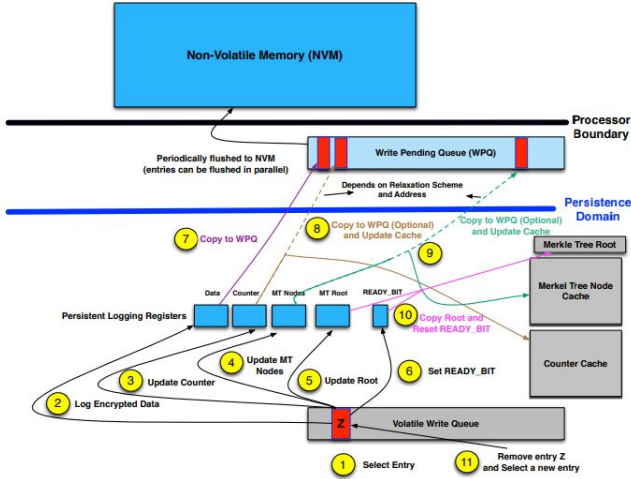 Non-Volatile Memory (NVM)
Processor
Boundary
Periodically flushed to NVM
(entries can be flushed in parallel)
Write Pending Queue (WPQ)
Depends on Relaxation Scheme
and Address
Persistence
Domain
7
Copy to WPQ
8
Copy to WPQ (Optional)
and Update Cache
Copy to WPQ (Optional)
and Update Cache
9
Merkle Tree Root
Merkel Tree Node
Cache
Data
Counter
MT Nodes
MT Root
READY_BIT
Persistent Logging Registers
10
Copy Root and
Reset READY_BIT
Counter Cache
4
Update MT
Nodes
3
Update Counter
5
Update Root
6
Set READY_BIT
2
Log Encrypted Data
Z
Volatile Write Queue
1
Select Entry
11
Remove entry Z
and Select a new entry